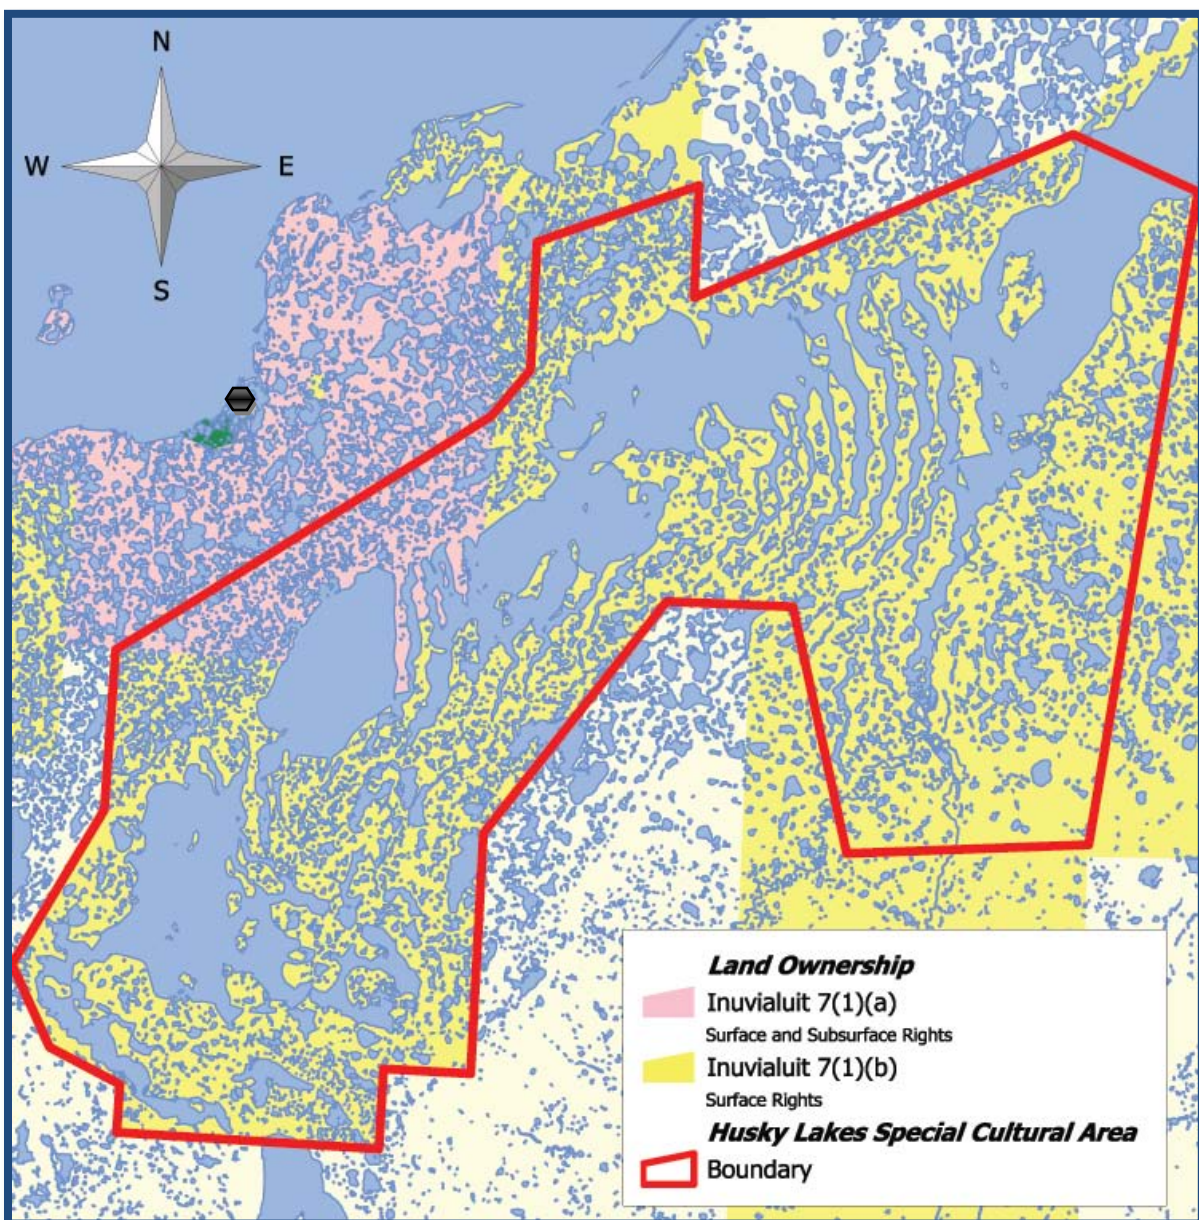 N
W
E
S
Land Ownership
Inuvialuit 7(1)(a)
Surface and Subsurface Rights
Inuvialuit 7(1)(b)
Surface Rights
Husky Lakes Special Cultural Area
Boundary